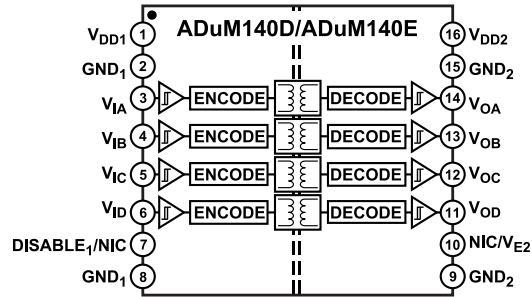 ADuM140D/ADuM140E
VDD1 1 16 VDD2
GND1 2 15 GND2
VIA 3 ENCODE DECODE 14 VOA
VIB 4 ENCODE DECODE 13 VOB
VIC 5 ENCODE DECODE 12 VOC
VID 6 ENCODE DECODE 11 VOD
DISABLE1/NIC 7 10 NIC/VE2
GND1 8 9 GND2